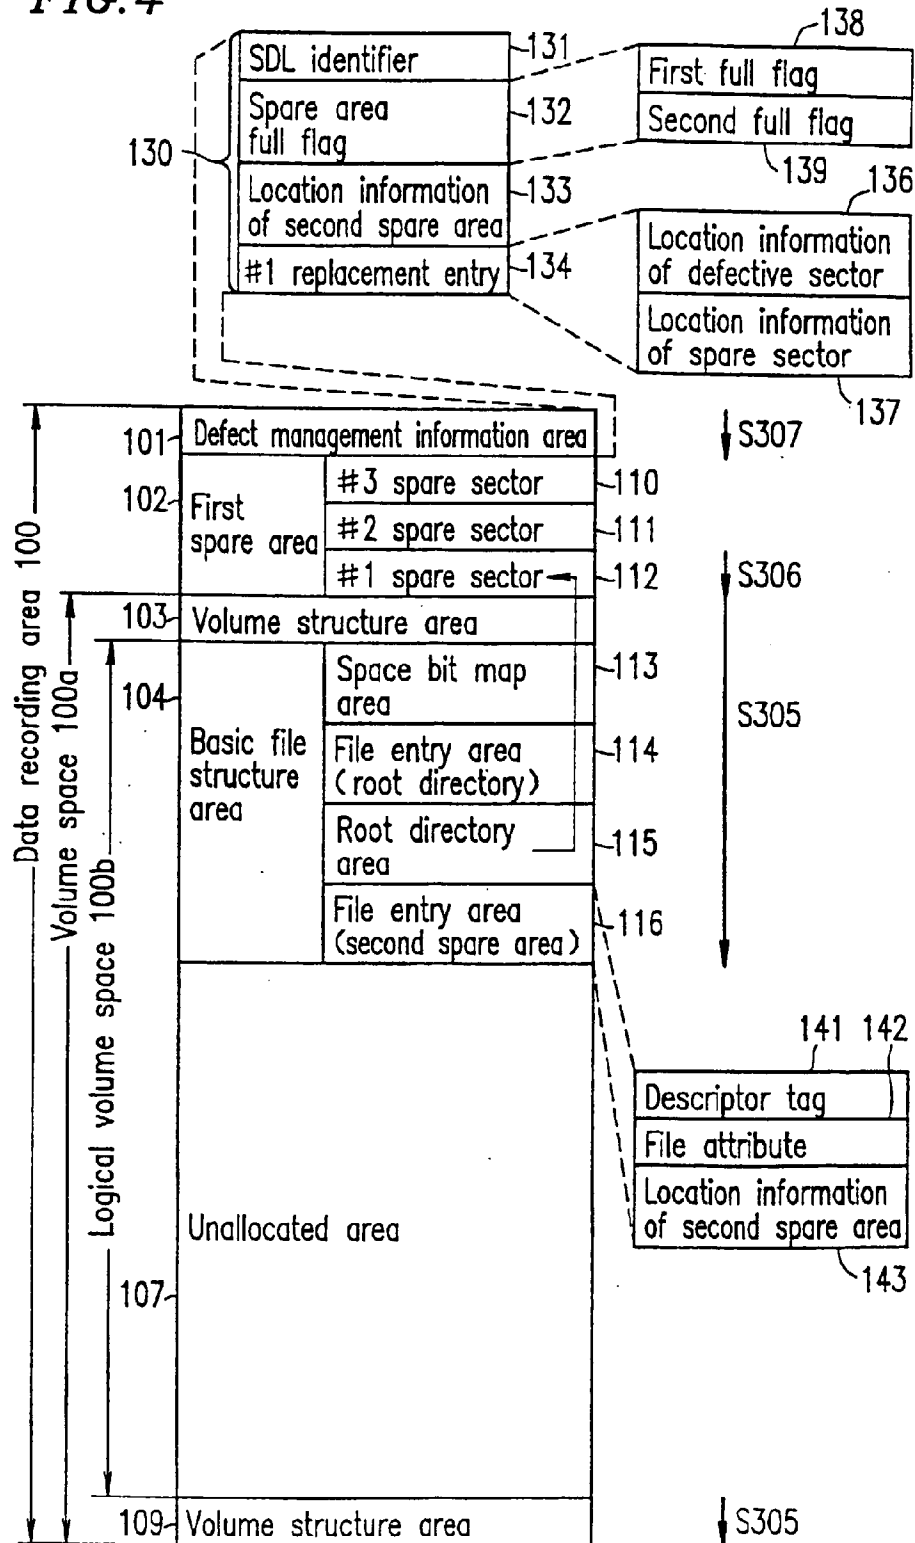 FIG.4
138
SDL identifier
131
First full flag
Spare area
full flag
132
Second full flag
130
139
136
Location information
of second spare area
133
Location information
of defective sector
#1 replacement entry
134
Location information
of spare sector
137
101
Defect management information area
S307
102
First
spare area
#3 spare sector
110
#2 spare sector
111
#1 spare sector
112
S306
103
Volume structure area
104
Basic file
structure
area
Space bit map
area
113
S305
File entry area
(root directory)
114
Root directory
area
115
File entry area
(second spare area)
116
Data recording area 100
Volume space 100a
Logical volume space 100b
141
142
Descriptor tag
File attribute
Location information
of second spare area
143
Unallocated area
107
109
Volume structure area
S305